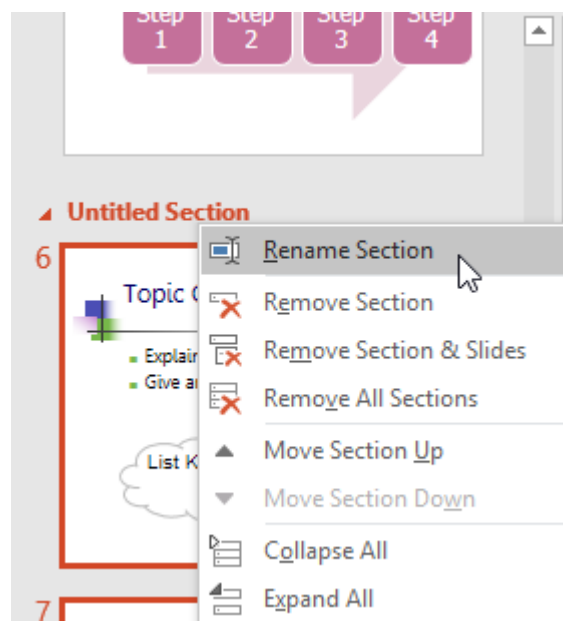 Step Step Step Step
1 2 3 4
Untitled Section
6
Rename Section
Topic
Remove Section
Explain
Remove Section & Slides
Give
Remove All Sections
List
Move Section Up
Move Section Down
Collapse All
Expand All
7